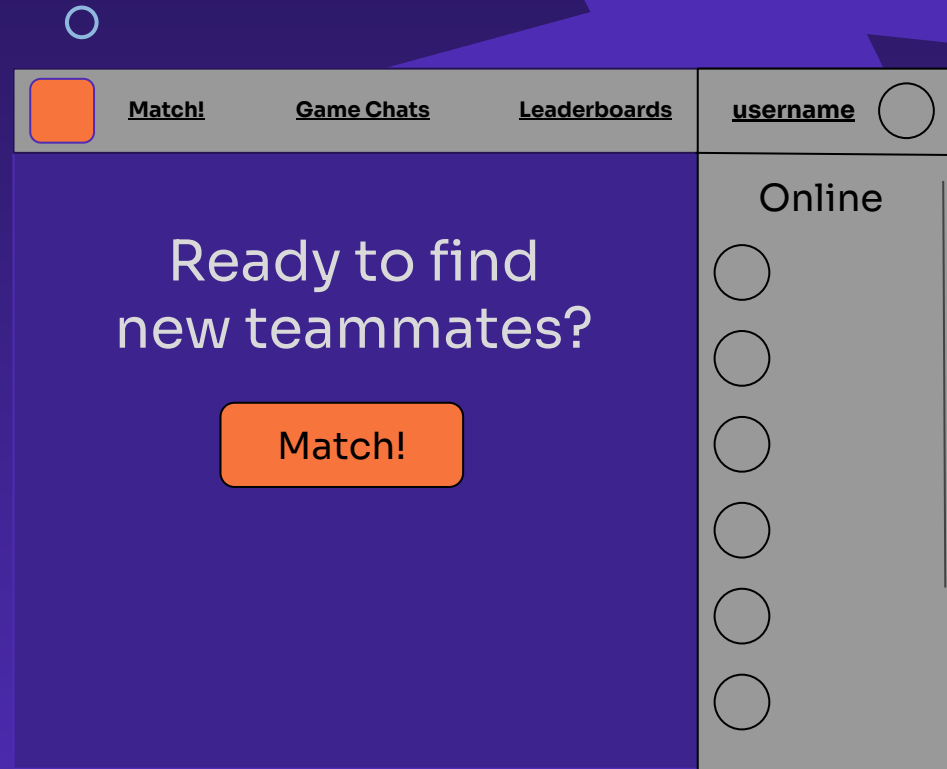 Match!
Game Chats
Leaderboards
username
Online
Ready to find
new teammates?
Match!